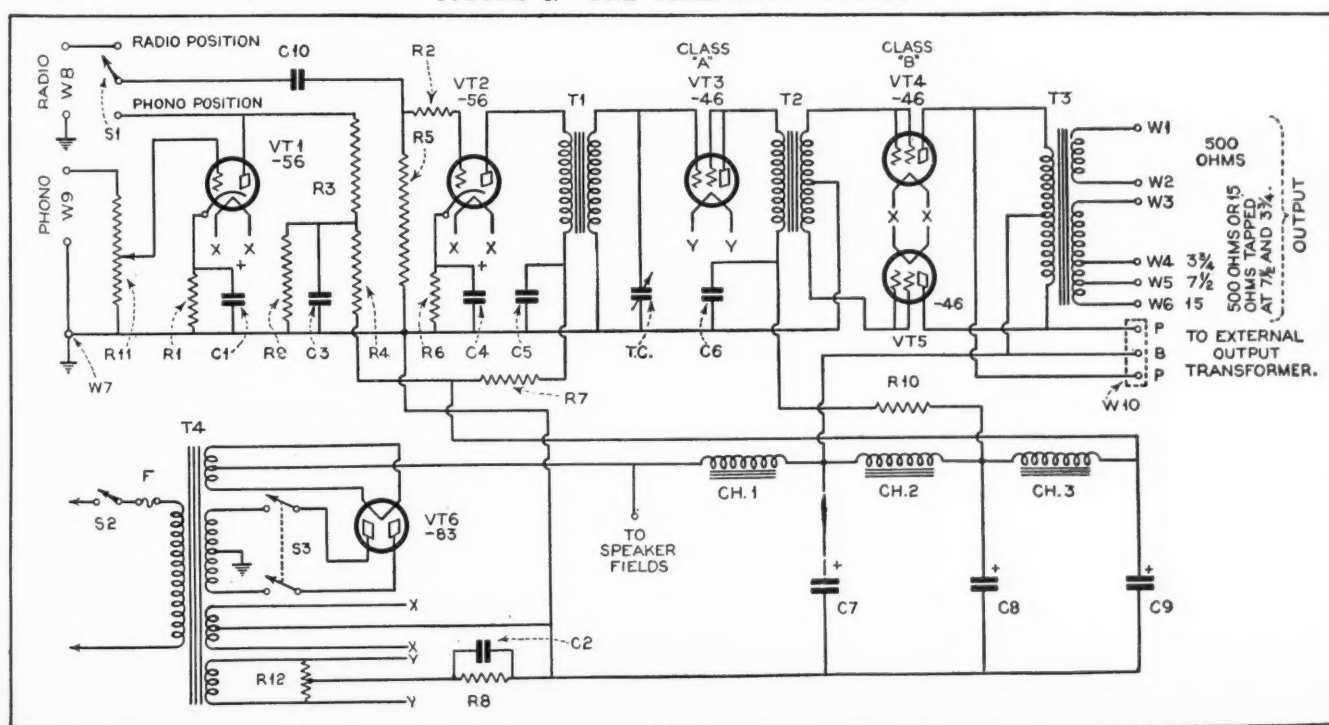 RADIO POSITION
PHONO POSITION
RADIO
W8
S1
PHONO
W9
C10
R2
VT2
-56
R5
VT1
-56
R3
T1
CLASS
"A"
VT3
-46
T2
CLASS
"B"
VT4
-46
T3
W1
500
OHMS
W2
W3
W4 3¾
W5 7½
W6 15
500 OHMS OR 15
OHMS TAPPED
AT 7½ AND 3¾.
OUTPUT
X X
X X
Y Y
X X
-46
VT5
+
+
W7
R11
R1
C1
R9
C3
R4
R6
C4
C5
T.C.
C6
R7
R10
P
B
P
TO EXTERNAL
OUTPUT
TRANSFORMER.
W10
T4
F
S2
S3
VT6
-83
CH.1
CH.2
CH.3
TO
SPEAKER
FIELDS
+
+
C7
C8
C9
X
X
Y
Y
R12
C2
R8